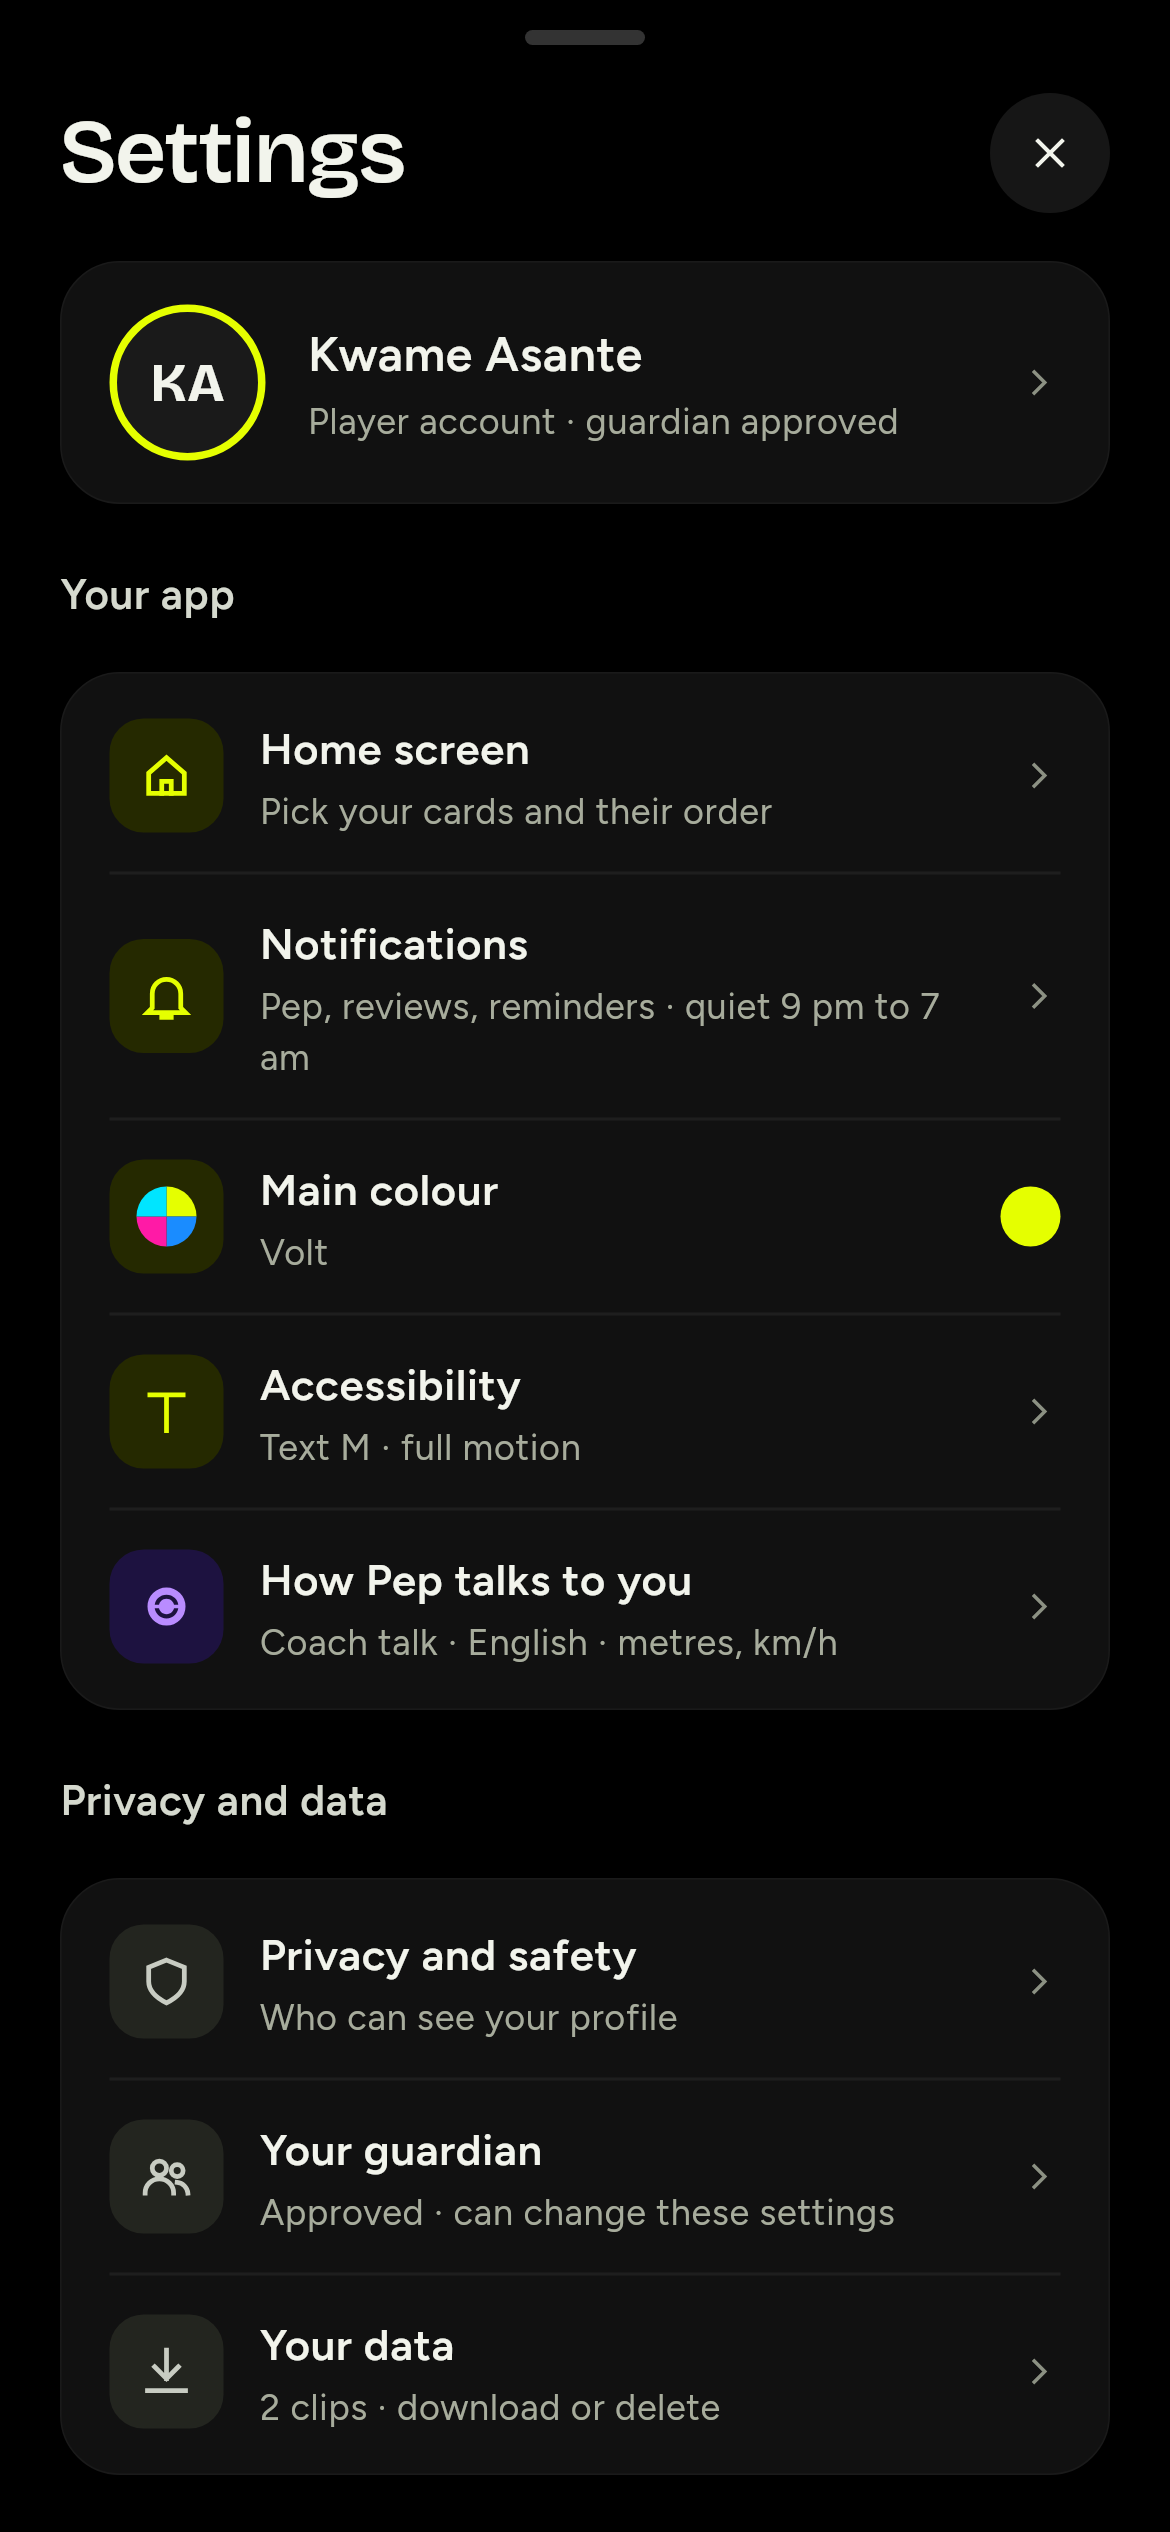 Settings
KA
Kwame Asante
Player account · guardian approved
Your app
Home screen
Pick your cards and their order
Notifications
Pep, reviews, reminders · quiet 9 pm to 7
am
Main colour
Volt
Accessibility
Text M · full motion
How Pep talks to you
Coach talk · English · metres, km/h
Privacy and data
Privacy and safety
Who can see your profile
Your guardian
Approved · can change these settings
Your data
2 clips · download or delete